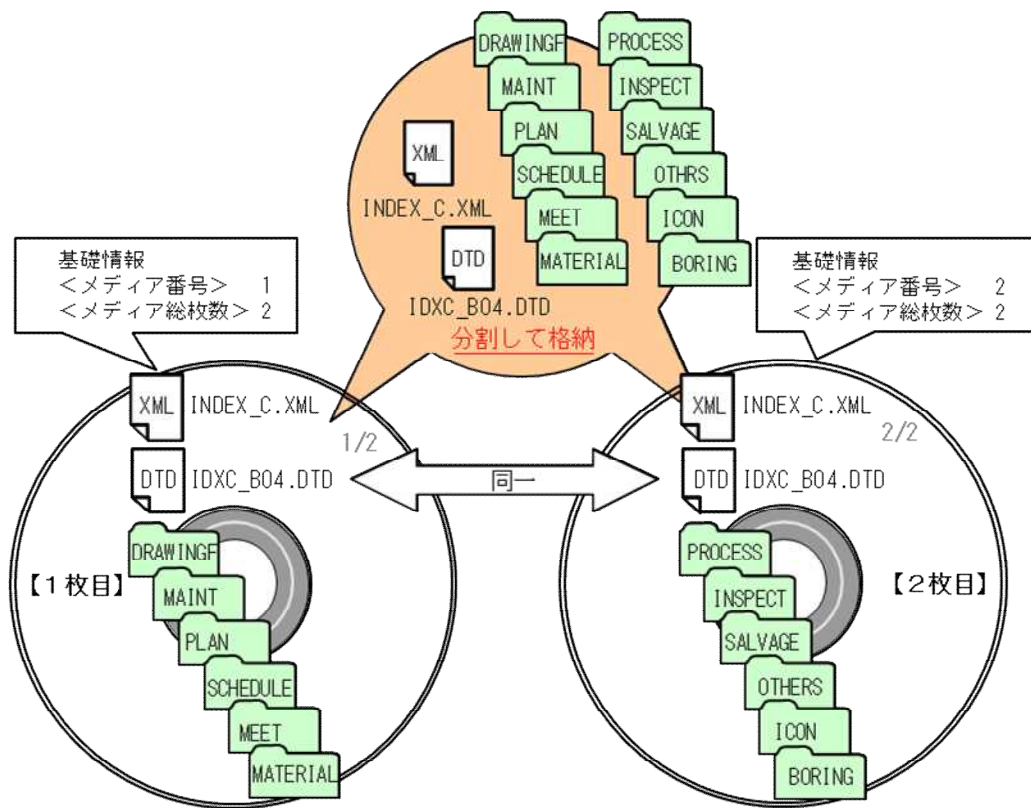 DRAWINGF
MAINT
PLAN
SCHEDULE
MEET
MATERIAL
PROCESS
INSPECT
SALVAGE
OTHRS
ICON
BORING
XML
INDEX_C.XML
DTD
IDXC_B04.DTD
分割して格納
基礎情報
<メディア番号> 1
<メディア総枚数> 2
基礎情報
<メディア番号> 2
<メディア総枚数> 2
XML INDEX_C.XML
1/2
DTD IDXC_B04.DTD
【1枚目】
DRAWINGF
MAINT
PLAN
SCHEDULE
MEET
MATERIAL
同一
XML INDEX_C.XML
2/2
DTD IDXC_B04.DTD
【2枚目】
PROCESS
INSPECT
SALVAGE
OTHERS
ICON
BORING